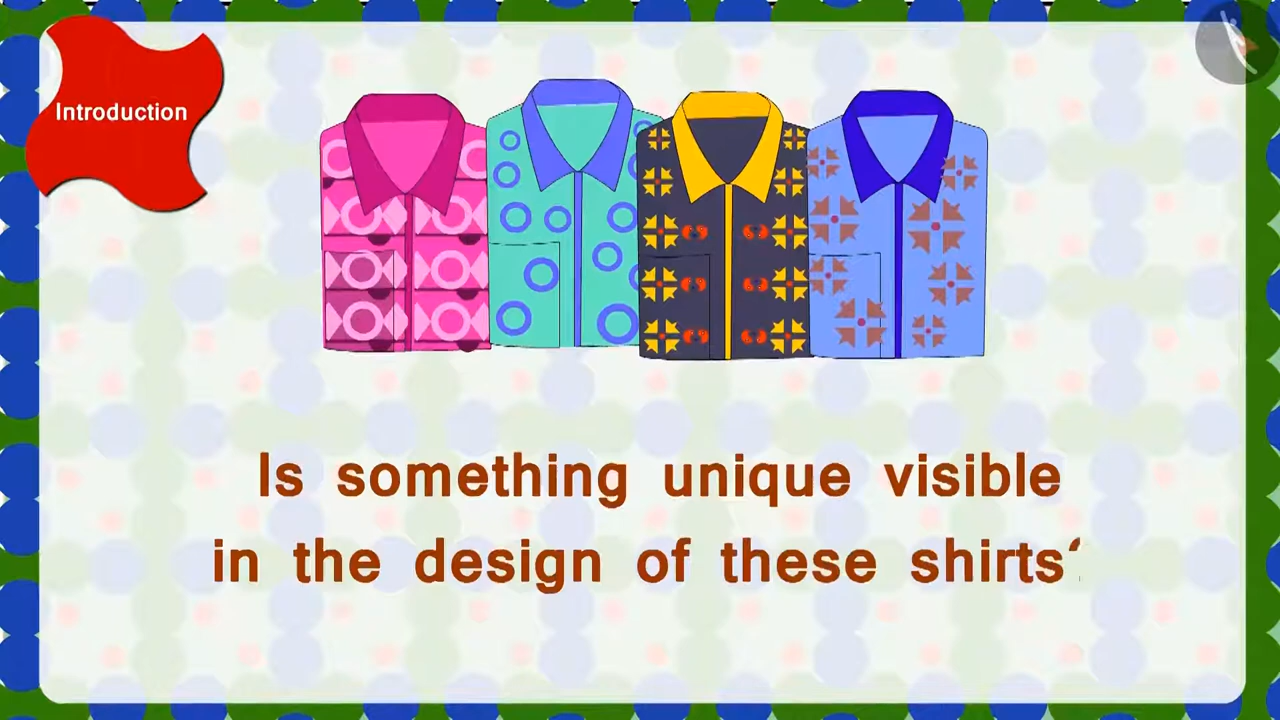 Introduction
Is something unique visible
in the design of these shirts‘